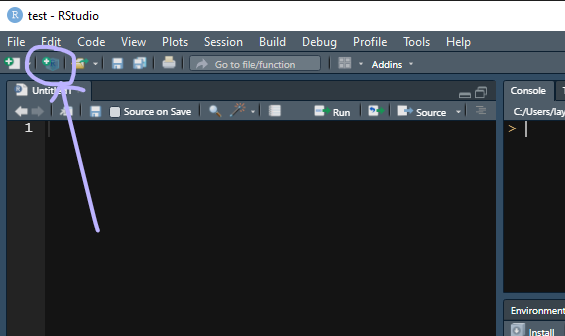 R test - RStudio
File Edit Code View Plots Session Build Debug Profile Tools Help
Go to file/function Addins
Console
Source on Save Run Source
C:/Users/lay
1
>
Environment
Install